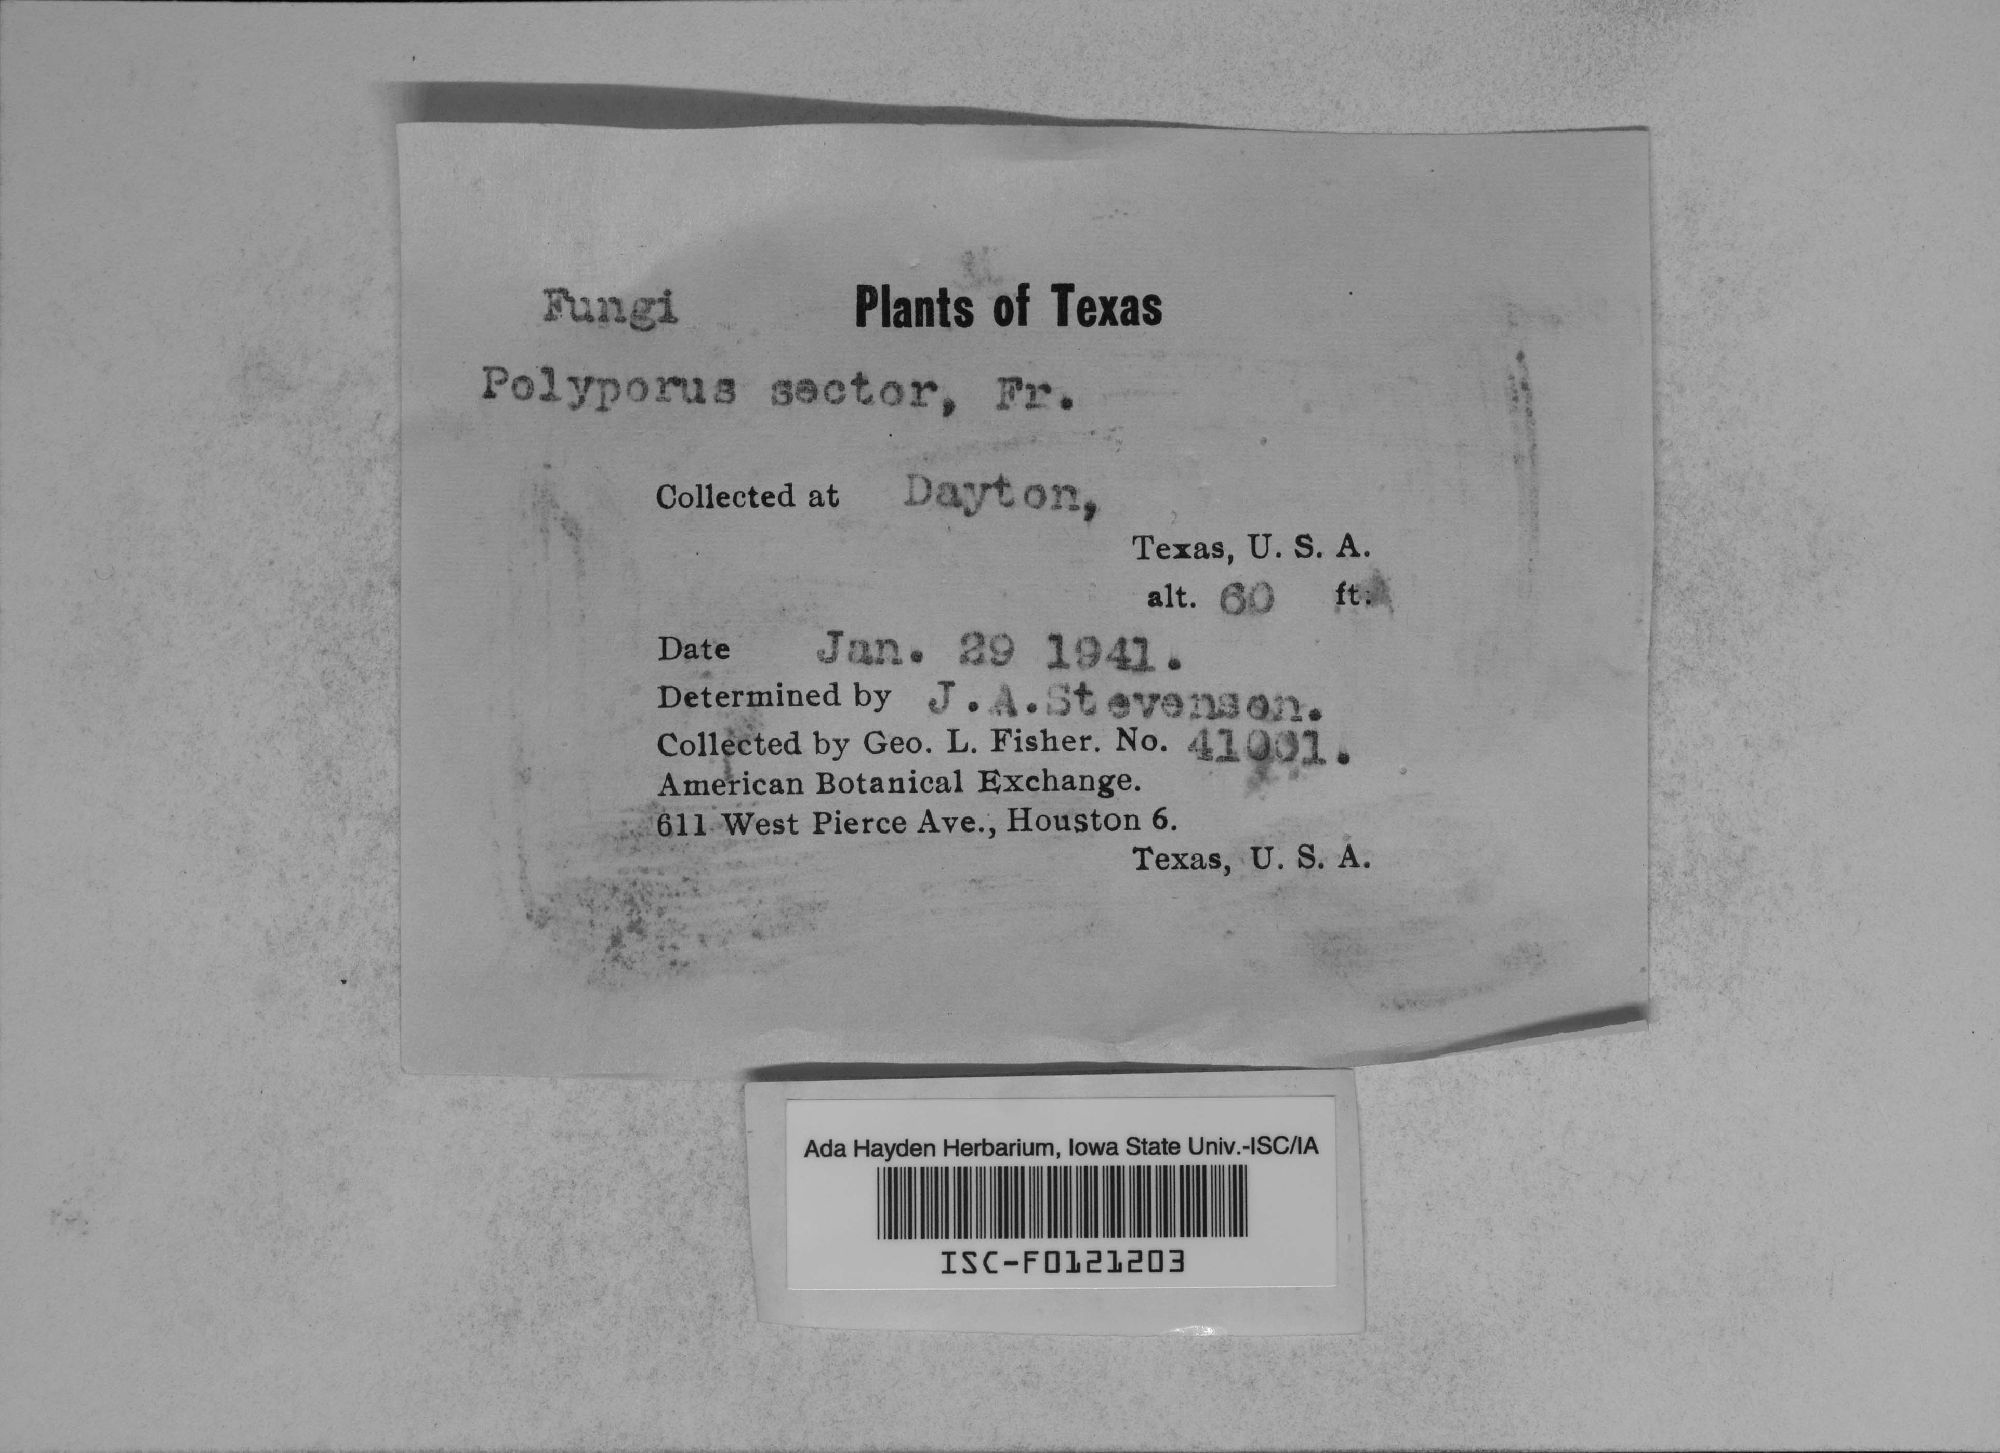 Fungi Plants of Texas
Polyporus sector, Fr.
Collected at Dayton,
Texas, U. S. A.
alt. 60 ft.
Date Jan. 29 1941.
Determined by J.A.Stevenson.
Collected by Geo. L. Fisher. No. 41001.
American Botanical Exchange.
611 West Pierce Ave., Houston 6.
Texas, U. S. A.
Ada Hayden Herbarium, Iowa State Univ.-ISC/IA
ISC-F0121203